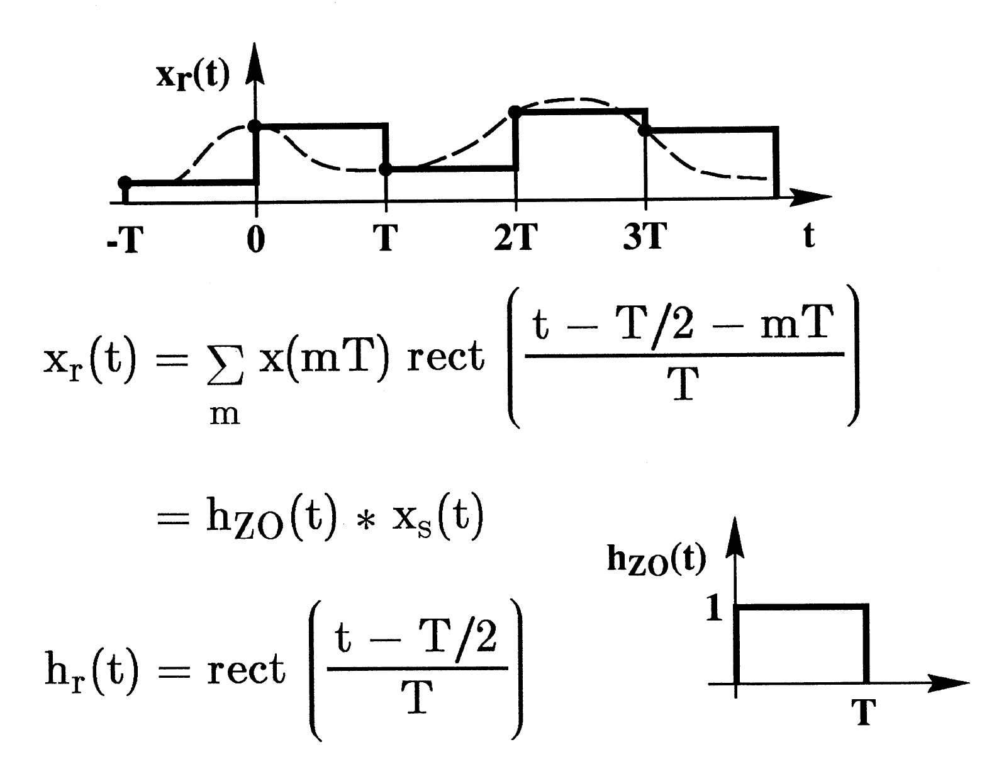 xr(t)
-T 0 T 2T 3T t
xr(t) = ∑m x(mT) rect ( (t − T/2 − mT) / T )
= hZO(t) * xs(t)
hZO(t)
1
hr(t) = rect ( (t − T/2) / T )
T